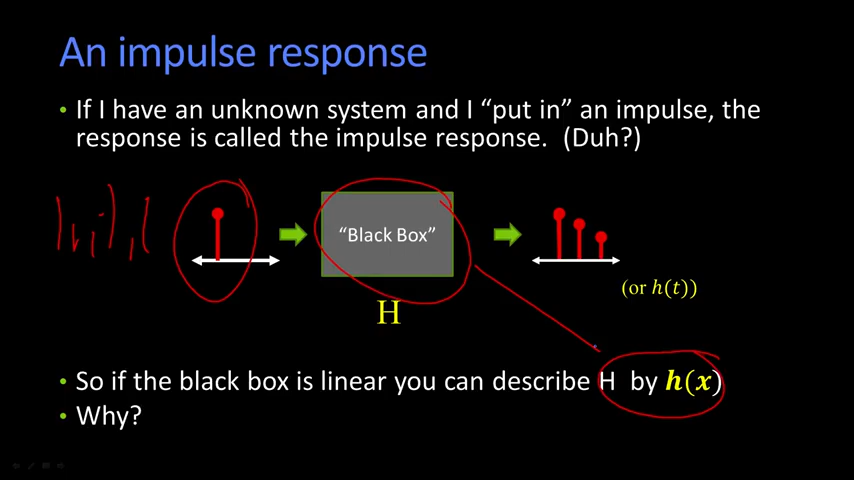 An impulse response
• If I have an unknown system and I “put in” an impulse, the
response is called the impulse response. (Duh?)
“Black Box”
(or h(t))
H
• So if the black box is linear you can describe H by h(x)
• Why?